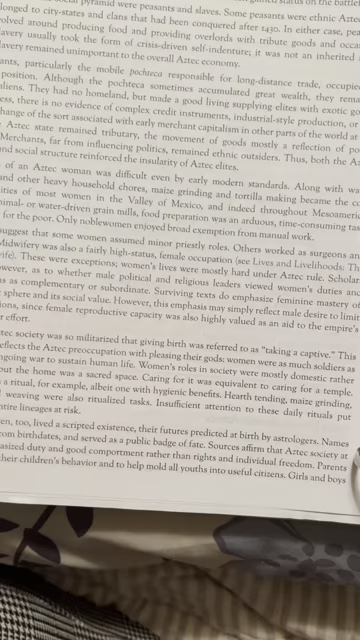 pyramid were peasants and slaves. Some peasants were ethnic Azte
longed to city-states and clans that had been conquered after 1430. In either case, pea
olved around producing food and providing overlords with tribute goods and occa
avery usually took the form of crisis-driven self-indenture; it was not an inherited
lavery remained unimportant to the overall Aztec economy.
ants, particularly the mobile pochteca responsible for long-distance trade, occupie
position. Although the pochteca sometimes accumulated great wealth, they rema
aliens. They had no homeland, but made a good living supplying elites with exotic go
ess, there is no evidence of complex credit instruments, industrial-style production, or
hange of the sort associated with early merchant capitalism in other parts of the world at
Aztec state remained tributary, the movement of goods mostly a reflection of po
Merchants, far from influencing politics, remained ethnic outsiders. Thus, both the Az
nd social structure reinforced the insularity of Aztec elites.
of an Aztec woman was difficult even by early modern standards. Along with wa
and other heavy household chores, maize grinding and tortilla making became the co
ities of most women in the Valley of Mexico, and indeed throughout Mesoameri
nimal- or water-driven grain mills, food preparation was an arduous, time-consuming tas
for the poor. Only noblewomen enjoyed broad exemption from manual work.
uggest that some women assumed minor priestly roles. Others worked as surgeons an
Midwifery was also a fairly high-status, female occupation (see Lives and Livelihoods: Th
ife). These were exceptions; women's lives were mostly hard under Aztec rule. Scholar
owever, as to whether male political and religious leaders viewed women's duties and
s as complementary or subordinate. Surviving texts do emphasize feminine mastery of
sphere and its social value. However, this emphasis may simply reflect male desire to limit
ions, since female reproductive capacity was also highly valued as an aid to the empire's
r effort.
tec society was so militarized that giving birth was referred to as "taking a captive." This
eflects the Aztec preoccupation with pleasing their gods: women were as much soldiers as
ngoing war to sustain human life. Women's roles in society were mostly domestic rather
but the home was a sacred space. Caring for it was equivalent to caring for a temple.
a ritual, for example, albeit one with hygienic benefits. Hearth tending, maize grinding,
weaving were also ritualized tasks. Insufficient attention to these daily rituals put
ntire lineages at risk.
en, too, lived a scripted existence, their futures predicted at birth by astrologers. Names
om birthdates, and served as a public badge of fate. Sources affirm that Aztec society at
asized duty and good comportment rather than rights and individual freedom. Parents
their children's behavior and to help mold all youths into useful citizens. Girls and boys